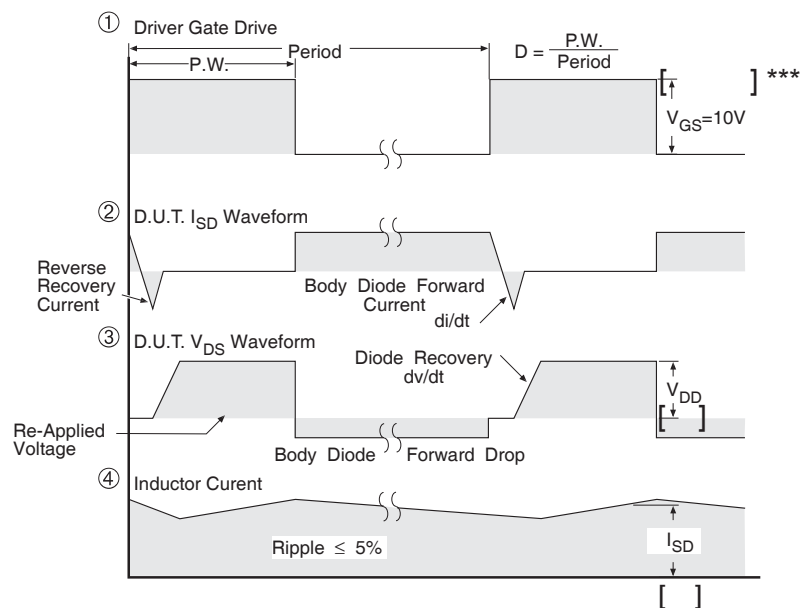 ① Driver Gate Drive
Period
P.W.
D = P.W. / Period
[ ] ***
V_GS=10V
② D.U.T. I_SD Waveform
Reverse
Recovery
Current
Body Diode Forward
Current
di/dt
③ D.U.T. V_DS Waveform
Diode Recovery
dv/dt
V_DD
[ ]
Re-Applied
Voltage
Body Diode Forward Drop
④ Inductor Curent
Ripple ≤ 5%
I_SD
[ ]